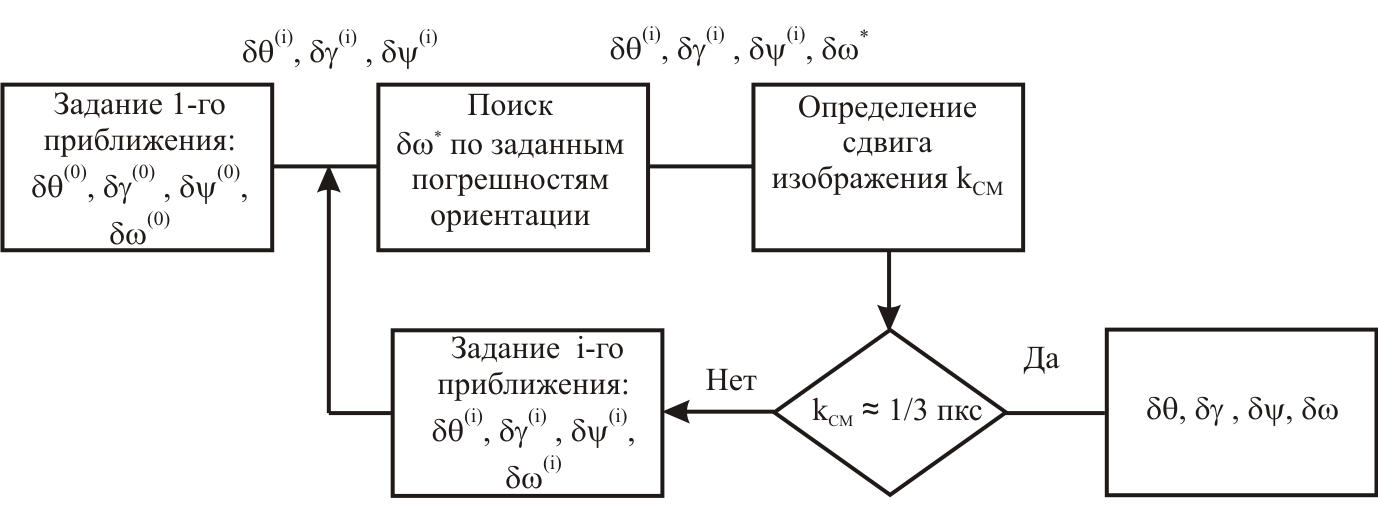 δθ⁽ⁱ⁾, δγ⁽ⁱ⁾ , δψ⁽ⁱ⁾
δθ⁽ⁱ⁾, δγ⁽ⁱ⁾ , δψ⁽ⁱ⁾, δω*
Задание 1-го
приближения:
δθ⁽⁰⁾, δγ⁽⁰⁾ , δψ⁽⁰⁾,
δω⁽⁰⁾
Поиск
δω* по заданным
погрешностям
ориентации
Определение
сдвига
изображения kСМ
Задание i-го
приближения:
δθ⁽ⁱ⁾, δγ⁽ⁱ⁾ , δψ⁽ⁱ⁾,
δω⁽ⁱ⁾
Нет
kСМ ≈ 1/3 пкс
Да
δθ, δγ , δψ, δω